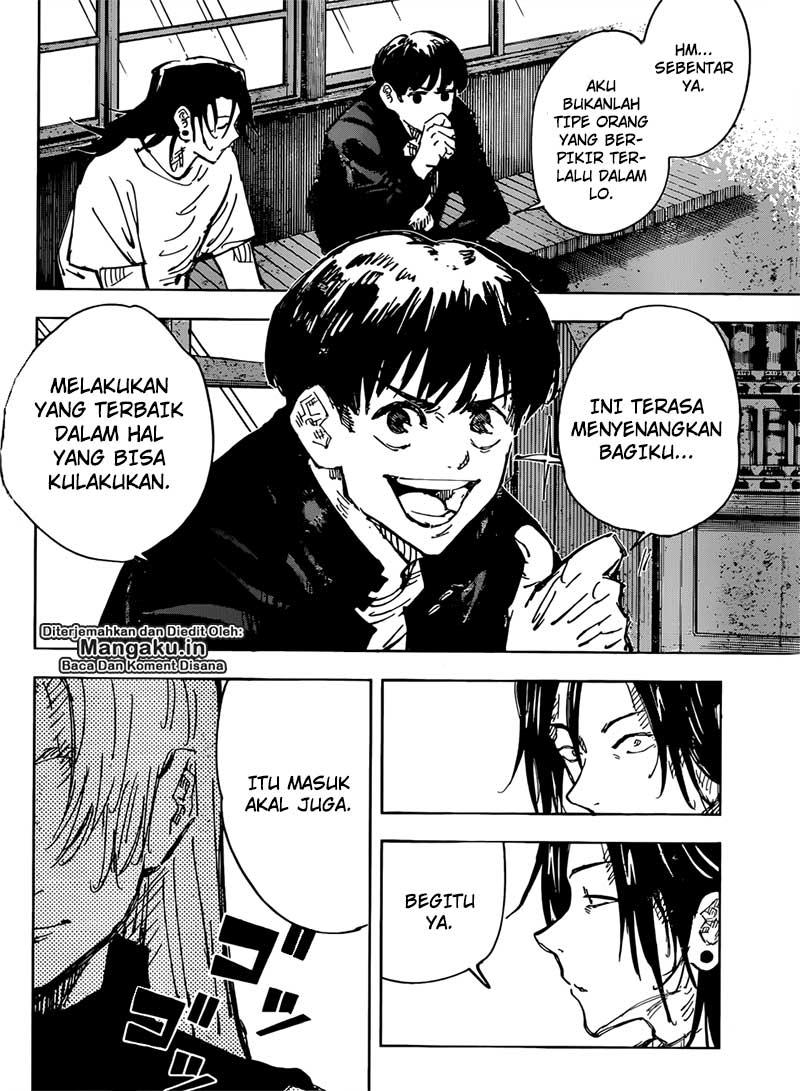 HM...
SEBENTAR
YA.
AKU
BUKANLAH
TIPE ORANG
YANG BER-
PIKIR TER-
LALU DALAM
LO.
INI TERASA
MENYENANGKAN
BAGIKU...
MELAKUKAN
YANG TERBAIK
DALAM HAL
YANG BISA
KULAKUKAN.
Diterjemahkan dan Diedit Oleh:
Mangaku.in
Baca Dan Koment Disana
BEGITU
YA.
ITU MASUK
AKAL JUGA.
ゴゴ
ゴゴ